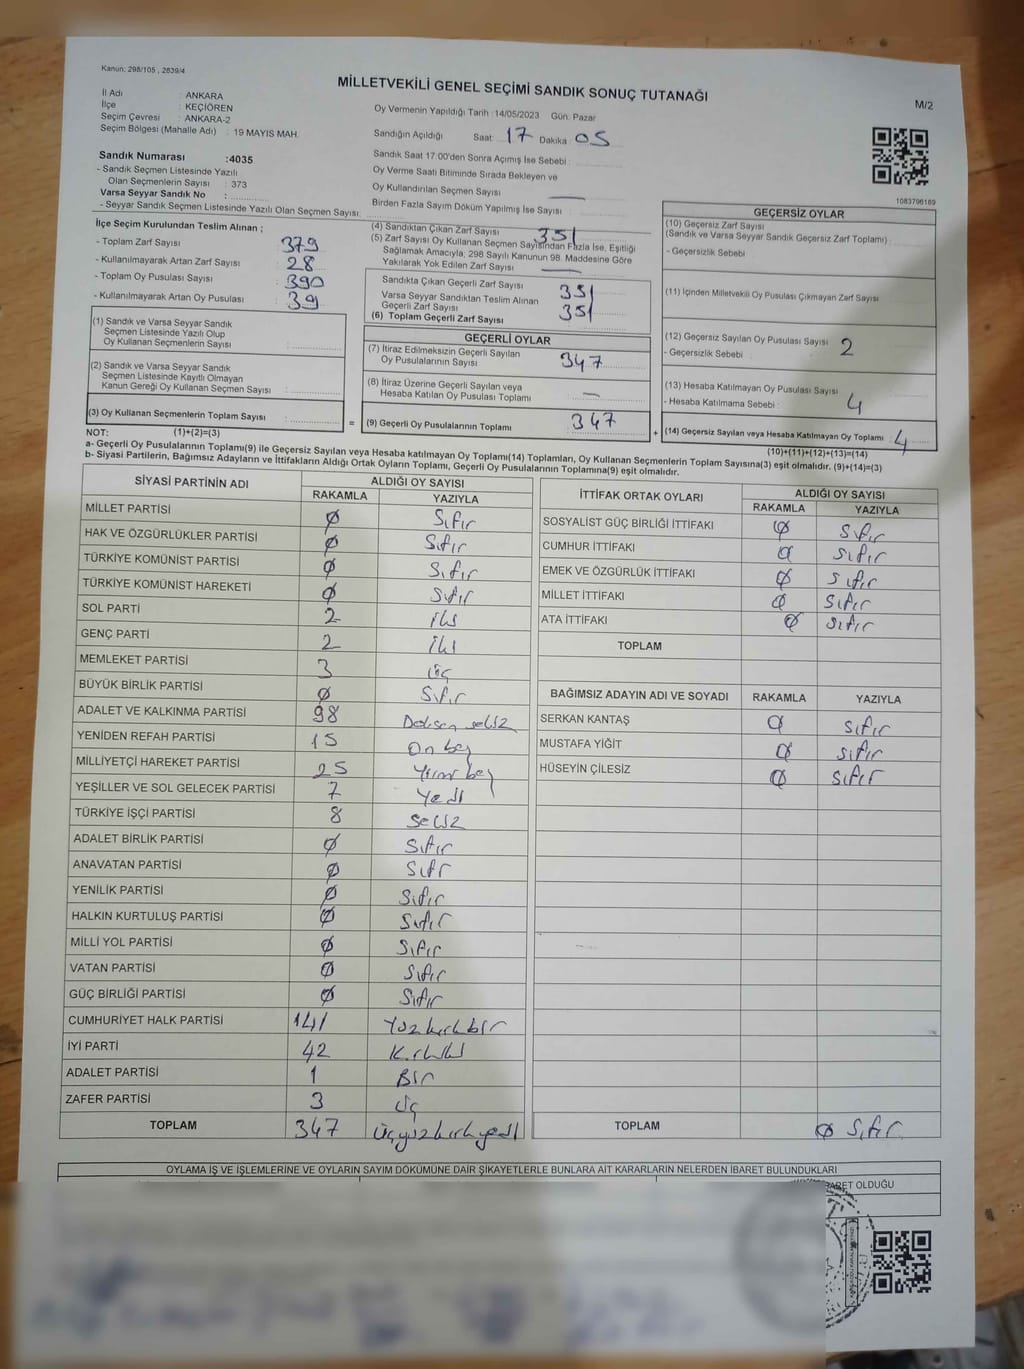 Kanun: 298/105 , 2839/4
MİLLETVEKİLİ GENEL SEÇİMİ SANDIK SONUÇ TUTANAĞI
M/2
İl Adı : ANKARA
İlçe : KEÇİÖREN
Seçim Çevresi : ANKARA-2
Seçim Bölgesi (Mahalle Adı) : 19 MAYIS MAH.
Oy Vermenin Yapıldığı Tarih :14/05/2023 Gün: Pazar
Sandığın Açıldığı Saat: 17 Dakika: 05
Sandık Saat 17:00'den Sonra Açımış İse Sebebi :
Oy Verme Saati Bitiminde Sırada Bekleyen ve
Oy Kullandırılan Seçmen Sayısı
Birden Fazla Sayım Döküm Yapılmış İse Sayısı :
1083796169
Sandık Numarası :4035
- Sandık Seçmen Listesinde Yazılı
Olan Seçmenlerin Sayısı : 373
Varsa Seyyar Sandık No :
- Seyyar Sandık Seçmen Listesinde Yazılı Olan Seçmen Sayısı:
İlçe Seçim Kurulundan Teslim Alınan ;
- Toplam Zarf Sayısı : 379
- Kullanılmayarak Artan Zarf Sayısı : 28
- Toplam Oy Pusulası Sayısı : 390
- Kullanılmayarak Artan Oy Pusulası : 39
(1) Sandık ve Varsa Seyyar Sandık
Seçmen Listesinde Yazılı Olup
Oy Kullanan Seçmenlerin Sayısı :
(2) Sandık ve Varsa Seyyar Sandık
Seçmen Listesinde Kayıtlı Olmayan
Kanun Gereği Oy Kullanan Seçmen Sayısı :
(3) Oy Kullanan Seçmenlerin Toplam Sayısı :
NOT: (1)+(2)=(3)
(4) Sandıktan Çıkan Zarf Sayısı : 351
(5) Zarf Sayısı Oy Kullanan Seçmen Sayısından Fazla İse, Eşitliği
Sağlamak Amacıyla; 298 Sayılı Kanunun 98. Maddesine Göre
Yakılarak Yok Edilen Zarf Sayısı :
Sandıkta Çıkan Geçerli Zarf Sayısı : 351
Varsa Seyyar Sandıktan Teslim Alınan
Geçerli Zarf Sayısı :
(6) Toplam Geçerli Zarf Sayısı : 351
GEÇERLİ OYLAR
(7) İtiraz Edilmeksizin Geçerli Sayılan
Oy Pusulalarının Sayısı : 347
(8) İtiraz Üzerine Geçerli Sayılan veya
Hesaba Katılan Oy Pusulası Toplamı : -
= (9) Geçerli Oy Pusulalarının Toplamı : 347
GEÇERSİZ OYLAR
(10) Geçersiz Zarf Sayısı
(Sandık ve Varsa Seyyar Sandık Geçersiz Zarf Toplamı) :
- Geçersizlik Sebebi :
(11) İçinden Milletvekili Oy Pusulası Çıkmayan Zarf Sayısı :
(12) Geçersiz Sayılan Oy Pusulası Sayısı : 2
- Geçersizlik Sebebi :
(13) Hesaba Katılmayan Oy Pusulası Sayısı :
- Hesaba Katılmama Sebebi : 4
+ (14) Geçersiz Sayılan veya Hesaba Katılmayan Oy Toplamı : 4
(10)+(11)+(12)+(13)=(14)
a- Geçerli Oy Pusulalarının Toplamı(9) ile Geçersiz Sayılan veya Hesaba katılmayan Oy Toplamı(14) Toplamları, Oy Kullanan Seçmenlerin Toplam Sayısına(3) eşit olmalıdır. (9)+(14)=(3)
b- Siyasi Partilerin, Bağımsız Adayların ve İttifakların Aldığı Ortak Oyların Toplamı, Geçerli Oy Pusulalarının Toplamına(9) eşit olmalıdır.
SİYASİ PARTİNİN ADI ALDIĞI OY SAYISI
RAKAMLA YAZIYLA
MİLLET PARTİSİ 0 Sıfır
HAK VE ÖZGÜRLÜKLER PARTİSİ 0 Sıfır
TÜRKİYE KOMÜNİST PARTİSİ 0 Sıfır
TÜRKİYE KOMÜNİST HAREKETİ 0 Sıfır
SOL PARTİ 2 iki
GENÇ PARTİ 2 iki
MEMLEKET PARTİSİ 3 üç
BÜYÜK BİRLİK PARTİSİ 0 Sıfır
ADALET VE KALKINMA PARTİSİ 98 Doksan sekiz
YENİDEN REFAH PARTİSİ 15 On beş
MİLLİYETÇİ HAREKET PARTİSİ 25 Yirmi beş
YEŞİLLER VE SOL GELECEK PARTİSİ 7 Yedi
TÜRKİYE İŞÇİ PARTİSİ 8 Sekiz
ADALET BİRLİK PARTİSİ 0 Sıfır
ANAVATAN PARTİSİ 0 Sıfır
YENİLİK PARTİSİ 0 Sıfır
HALKIN KURTULUŞ PARTİSİ 0 Sıfır
MİLLİ YOL PARTİSİ 0 Sıfır
VATAN PARTİSİ 0 Sıfır
GÜÇ BİRLİĞİ PARTİSİ 0 Sıfır
CUMHURİYET HALK PARTİSİ 141 Yüzkırkbir
İYİ PARTİ 42 Kırkiki
ADALET PARTİSİ 1 Bir
ZAFER PARTİSİ 3 Üç
TOPLAM 347 Üçyüzkırkyedi
İTTİFAK ORTAK OYLARI ALDIĞI OY SAYISI
RAKAMLA YAZIYLA
SOSYALİST GÜÇ BİRLİĞİ İTTİFAKI 0 Sıfır
CUMHUR İTTİFAKI 0 Sıfır
EMEK VE ÖZGÜRLÜK İTTİFAKI 0 Sıfır
MİLLET İTTİFAKI 0 Sıfır
ATA İTTİFAKI 0 Sıfır
TOPLAM
BAĞIMSIZ ADAYIN ADI VE SOYADI RAKAMLA YAZIYLA
SERKAN KANTAŞ 0 Sıfır
MUSTAFA YİĞİT 0 Sıfır
HÜSEYİN ÇİLESİZ 0 Sıfır
TOPLAM 0 Sıfır
OYLAMA İŞ VE İŞLEMLERİNE VE OYLARIN SAYIM DÖKÜMÜNE DAİR ŞİKAYETLERLE BUNLARA AİT KARARLARIN NELERDEN İBARET BULUNDUKLARI
BARET OLDUĞU